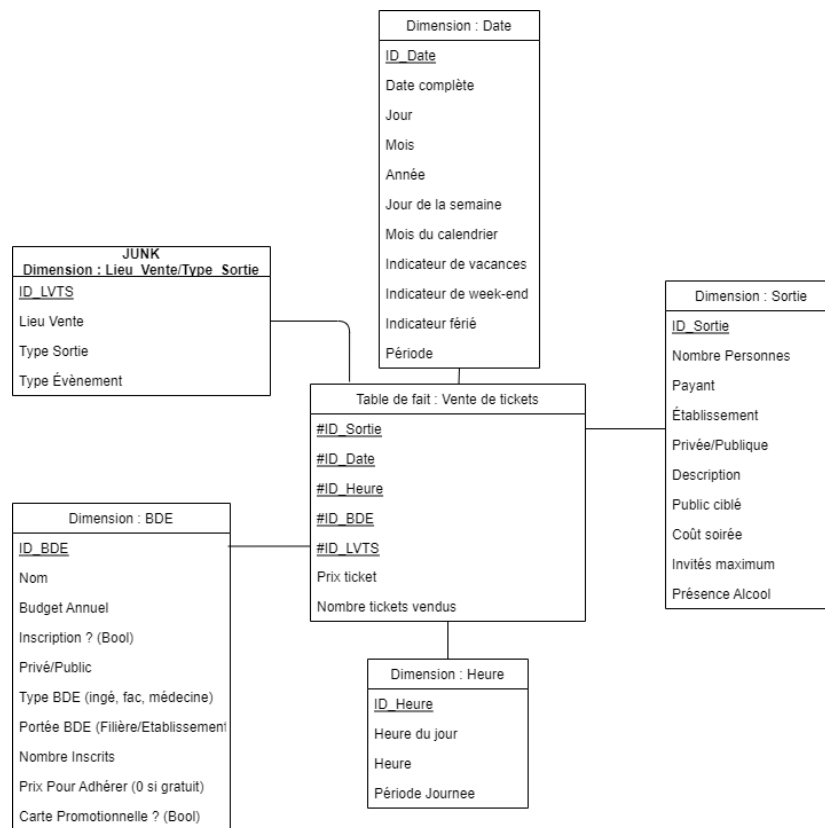 Dimension : Date
ID_Date
Date complète
Jour
Mois
Année
Jour de la semaine
Mois du calendrier
Indicateur de vacances
Indicateur de week-end
Indicateur férié
Période
JUNK
Dimension : Lieu_Vente/Type_Sortie
ID_LVTS
Lieu Vente
Type Sortie
Type Évènement
Dimension : Sortie
ID_Sortie
Nombre Personnes
Payant
Établissement
Privée/Publique
Description
Public ciblé
Coût soirée
Invités maximum
Présence Alcool
Table de fait : Vente de tickets
#ID_Sortie
#ID_Date
#ID_Heure
#ID_BDE
#ID_LVTS
Prix ticket
Nombre tickets vendus
Dimension : BDE
ID_BDE
Nom
Budget Annuel
Inscription ? (Bool)
Privé/Public
Type BDE (ingé, fac, médecine)
Portée BDE (Filière/Etablissement
Nombre Inscrits
Prix Pour Adhérer (0 si gratuit)
Carte Promotionnelle ? (Bool)
Dimension : Heure
ID_Heure
Heure du jour
Heure
Période Journee